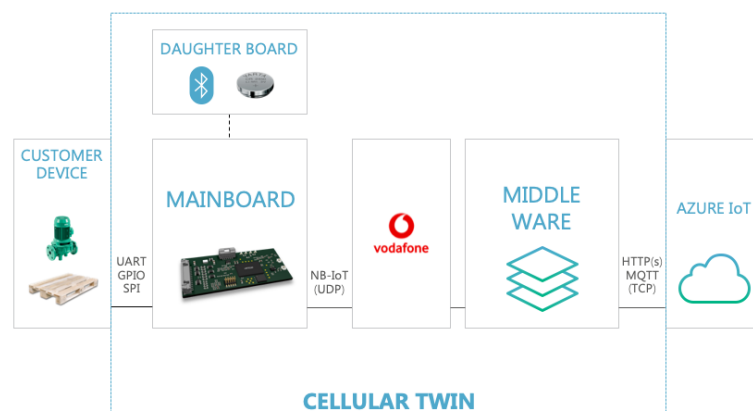 DAUGHTER BOARD
CUSTOMER
DEVICE
MAINBOARD
UART
GPIO
SPI
NB-IoT
(UDP)
vodafone
MIDDLE
WARE
HTTP(s)
MQTT
(TCP)
AZURE IoT
CELLULAR TWIN